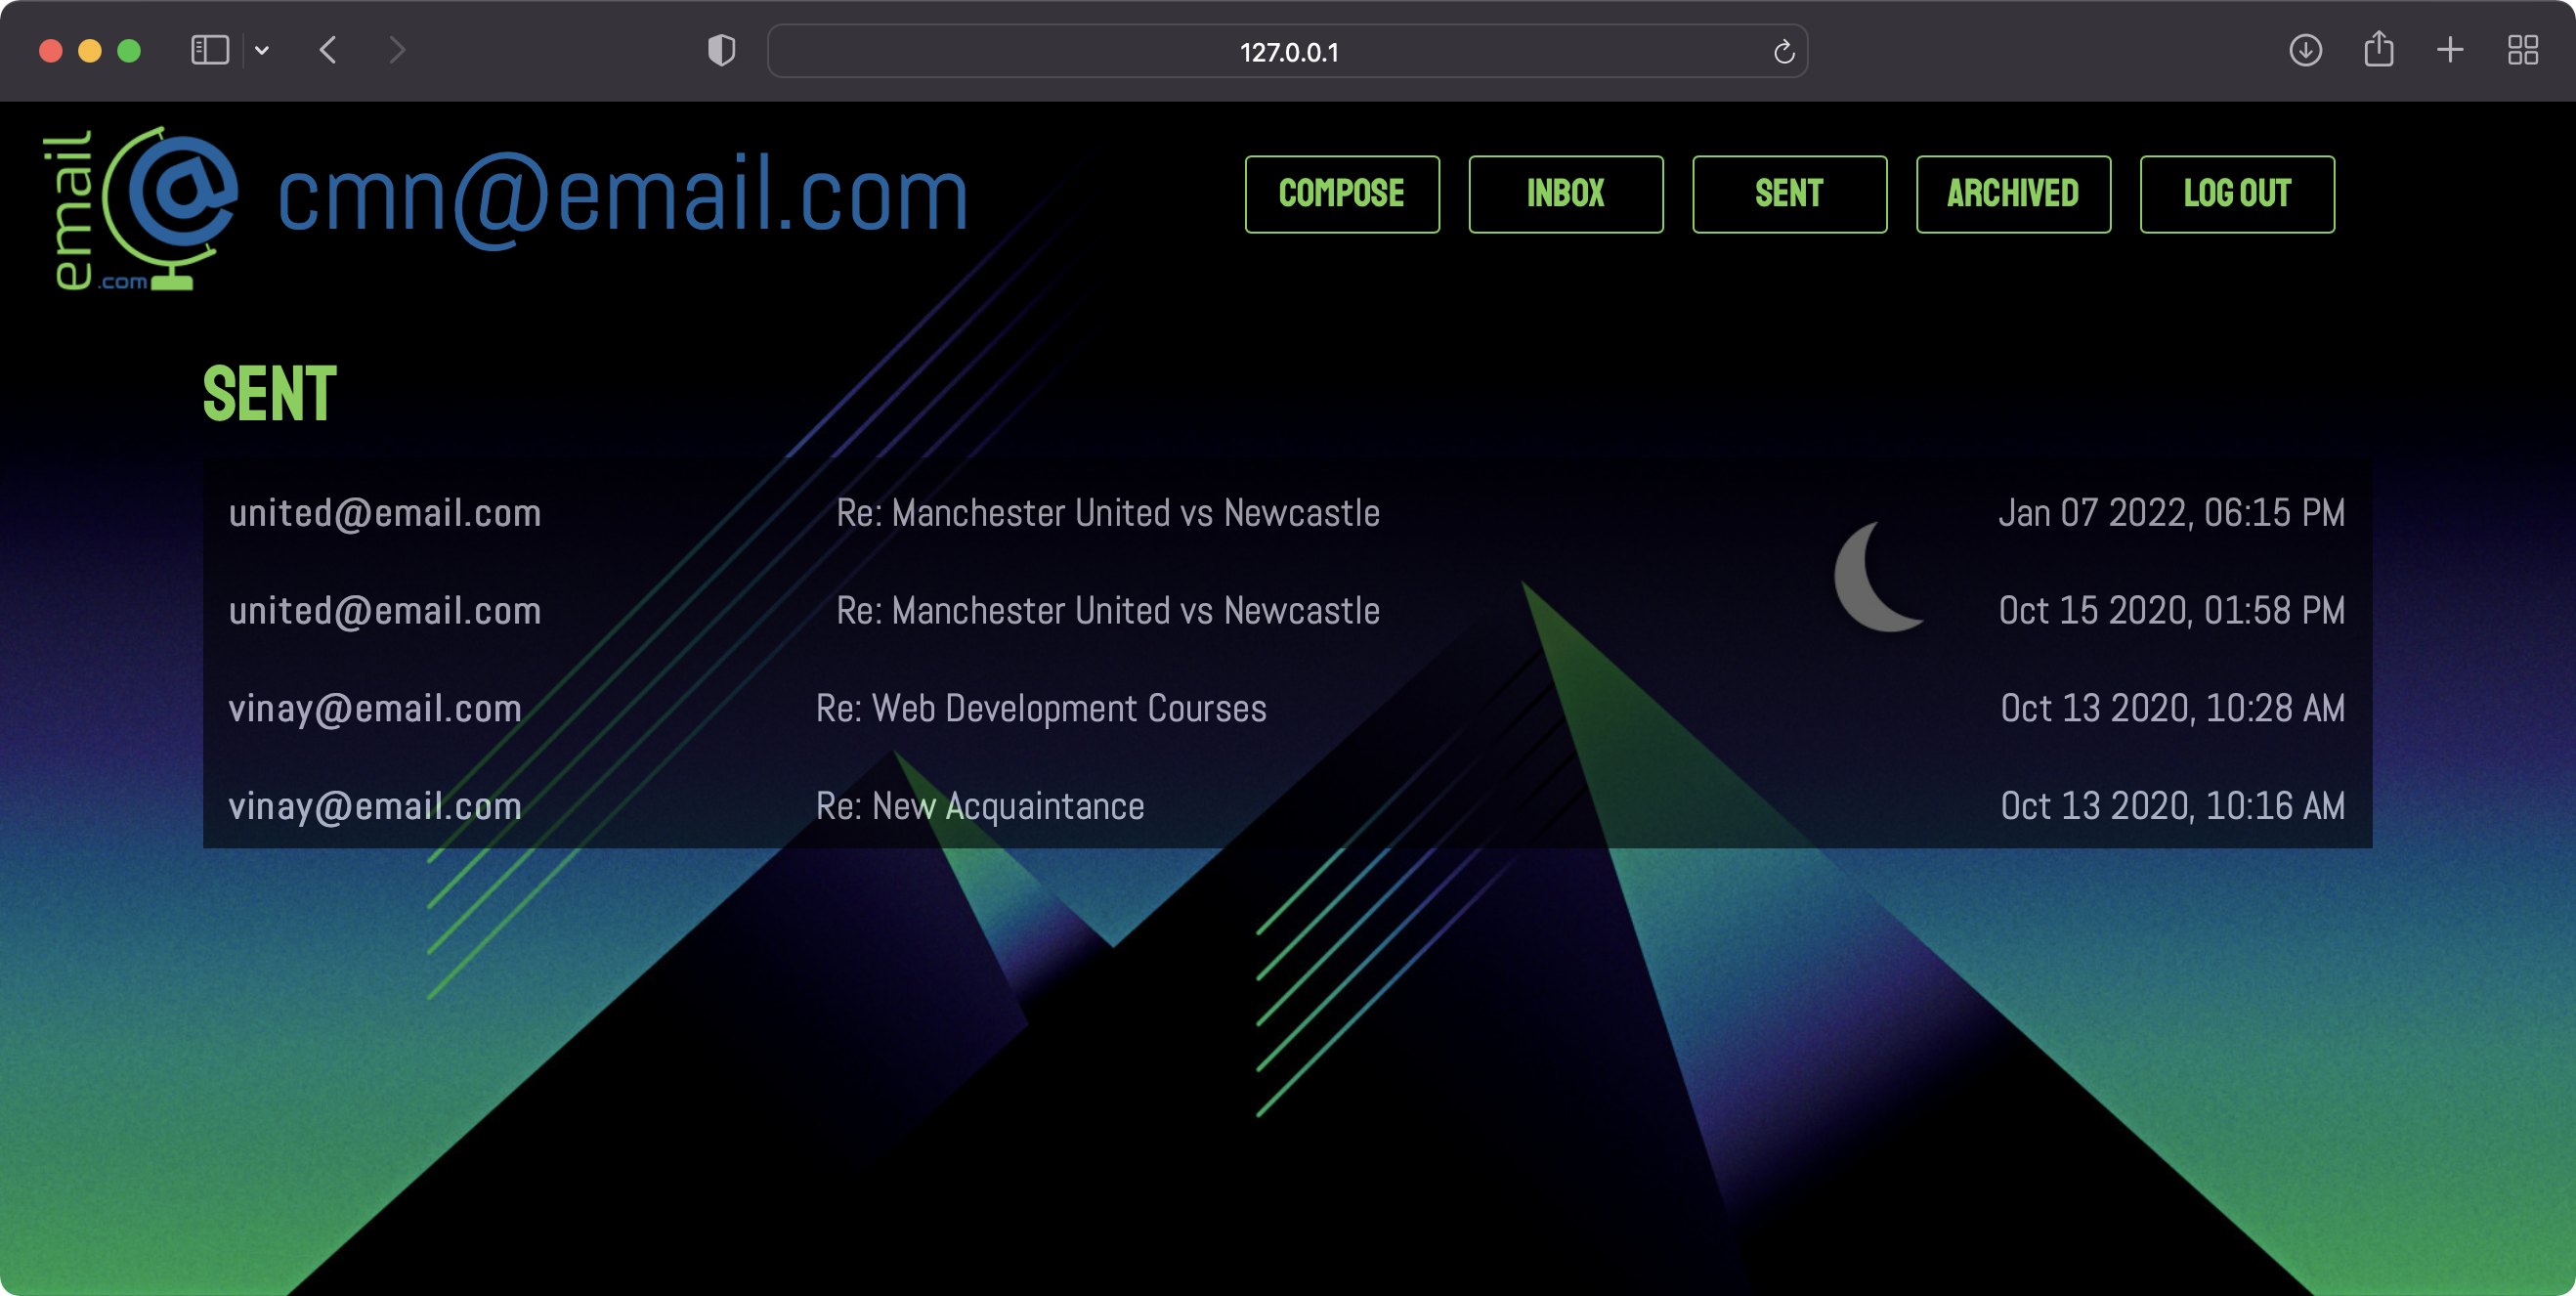 127.0.0.1
email
.com
cmn@email.com
COMPOSE INBOX SENT ARCHIVED LOG OUT
SENT
united@email.com Re: Manchester United vs Newcastle Jan 07 2022, 06:15 PM
united@email.com Re: Manchester United vs Newcastle Oct 15 2020, 01:58 PM
vinay@email.com Re: Web Development Courses Oct 13 2020, 10:28 AM
vinay@email.com Re: New Acquaintance Oct 13 2020, 10:16 AM